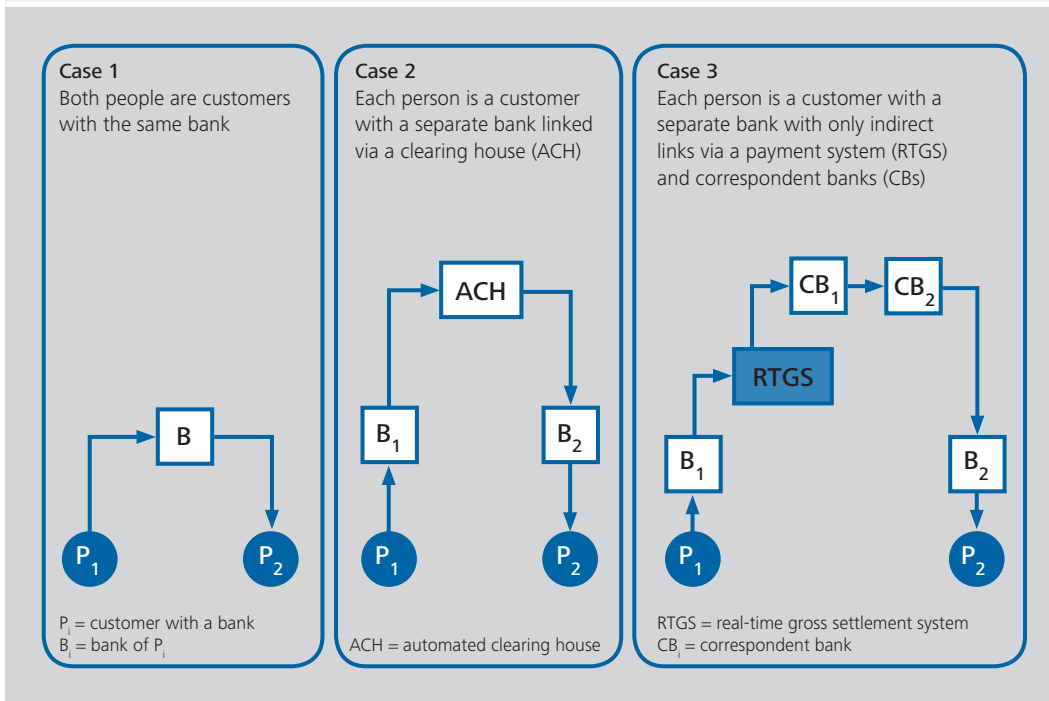 Case 1
Both people are customers
with the same bank
B
P1
P2
Pi = customer with a bank
Bi = bank of Pi
Case 2
Each person is a customer
with a separate bank linked
via a clearing house (ACH)
ACH
B1
B2
P1
P2
ACH = automated clearing house
Case 3
Each person is a customer with a
separate bank with only indirect
links via a payment system (RTGS)
and correspondent banks (CBs)
CB1
CB2
RTGS
B1
B2
P1
P2
RTGS = real-time gross settlement system
CBi = correspondent bank